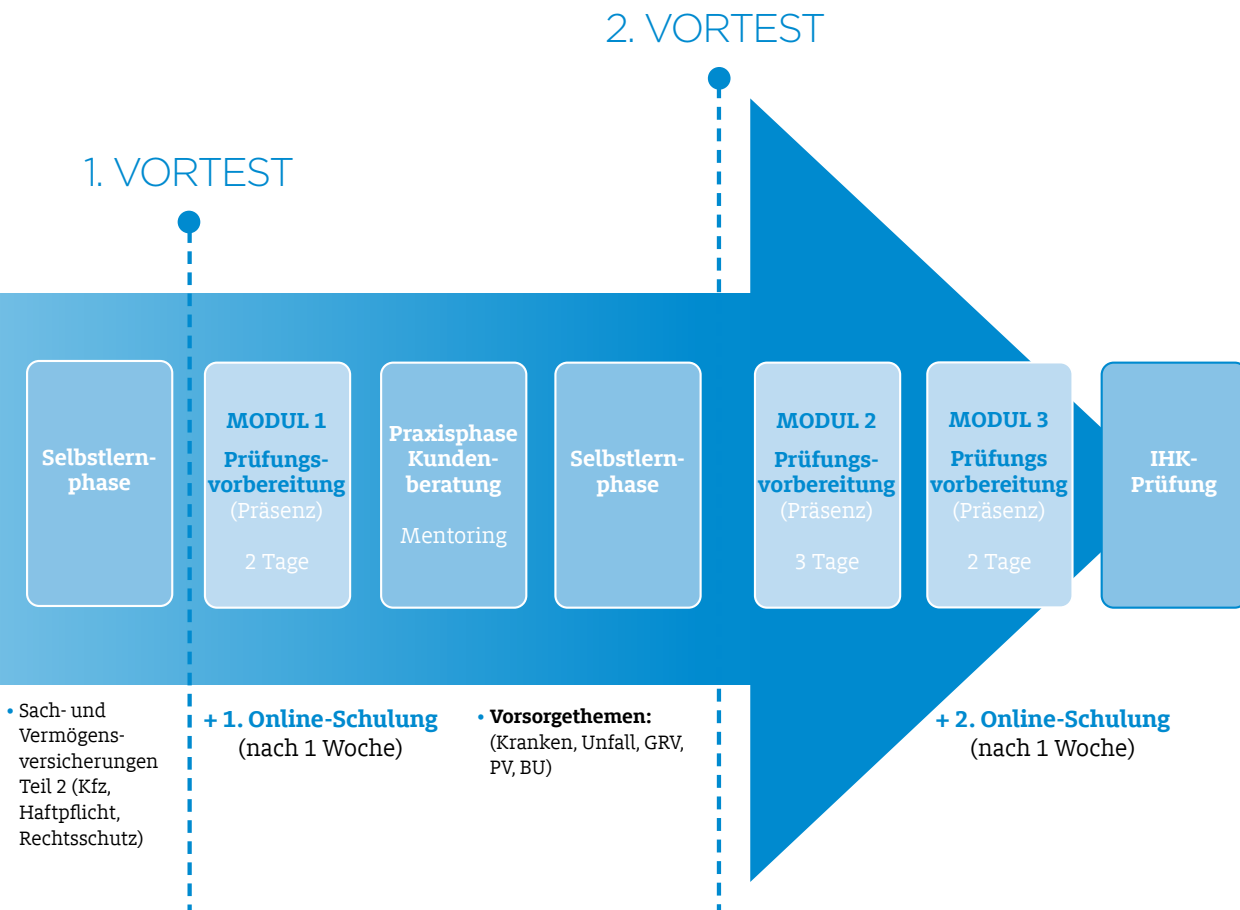 2. VORTEST
1. VORTEST
Selbstlern-
phase
MODUL 1
Prüfungs-
vorbereitung
(Präsenz)
2 Tage
Praxisphase
Kunden-
beratung
Mentoring
Selbstlern-
phase
MODUL 2
Prüfungs-
vorbereitung
(Präsenz)
3 Tage
MODUL 3
Prüfungs
vorbereitung
(Präsenz)
2 Tage
IHK-
Prüfung
• Sach- und
Vermögens-
versicherungen
Teil 2 (Kfz,
Haftpflicht,
Rechtsschutz)
+ 1. Online-Schulung
(nach 1 Woche)
• Vorsorgethemen:
(Kranken, Unfall, GRV,
PV, BU)
+ 2. Online-Schulung
(nach 1 Woche)